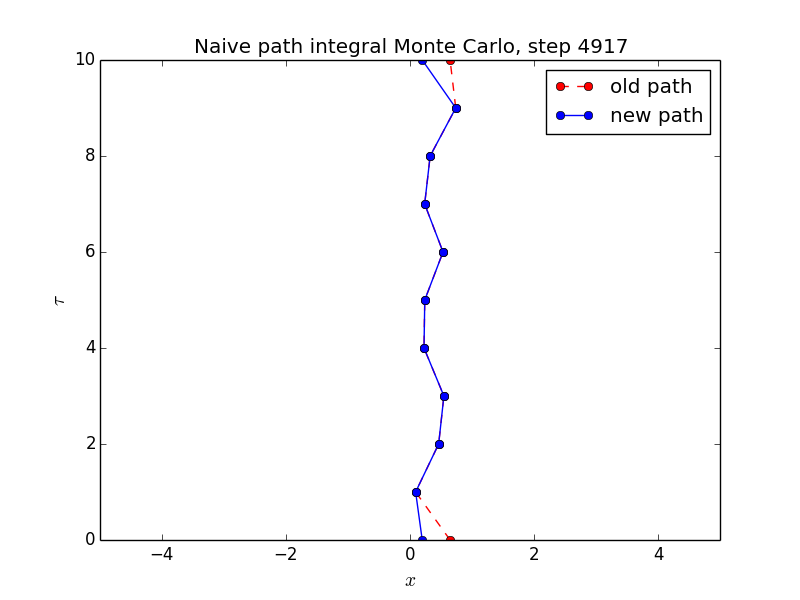 Naive path integral Monte Carlo, step 4917
old path
new path
10
8
6
4
2
0
τ
−4
−2
0
2
4
x